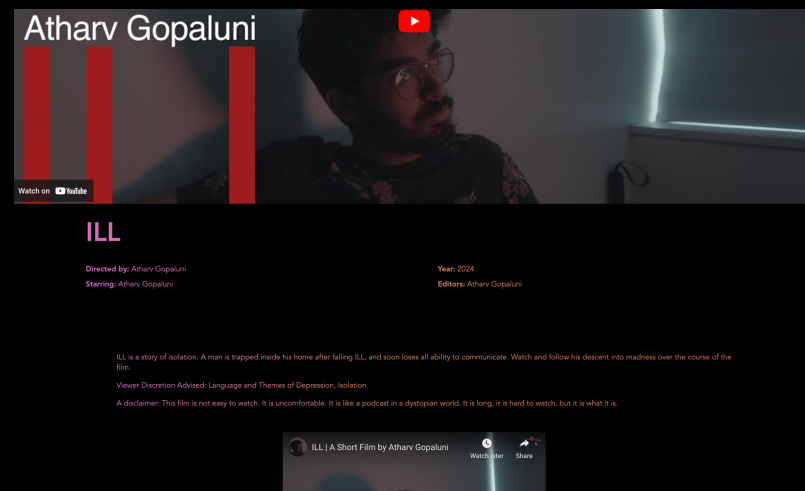 Atharv Gopaluni
Watch on YouTube
ILL
Directed by: Atharv Gopaluni
Year: 2024
Starring: Atharv Gopaluni
Editors: Atharv Gopaluni
ILL is a story of isolation. A man is trapped inside his home after falling ILL, and soon loses all ability to communicate. Watch and follow his descent into madness over the course of the
film.
Viewer Discretion Advised: Language and Themes of Depression, Isolation
A disclaimer: This film is not easy to watch. It is uncomfortable. It is like a podcast in a dystopian world. It is long, it is hard to watch, but it is what it is.
ILL | A Short Film by Atharv Gopaluni
Watch later
Share